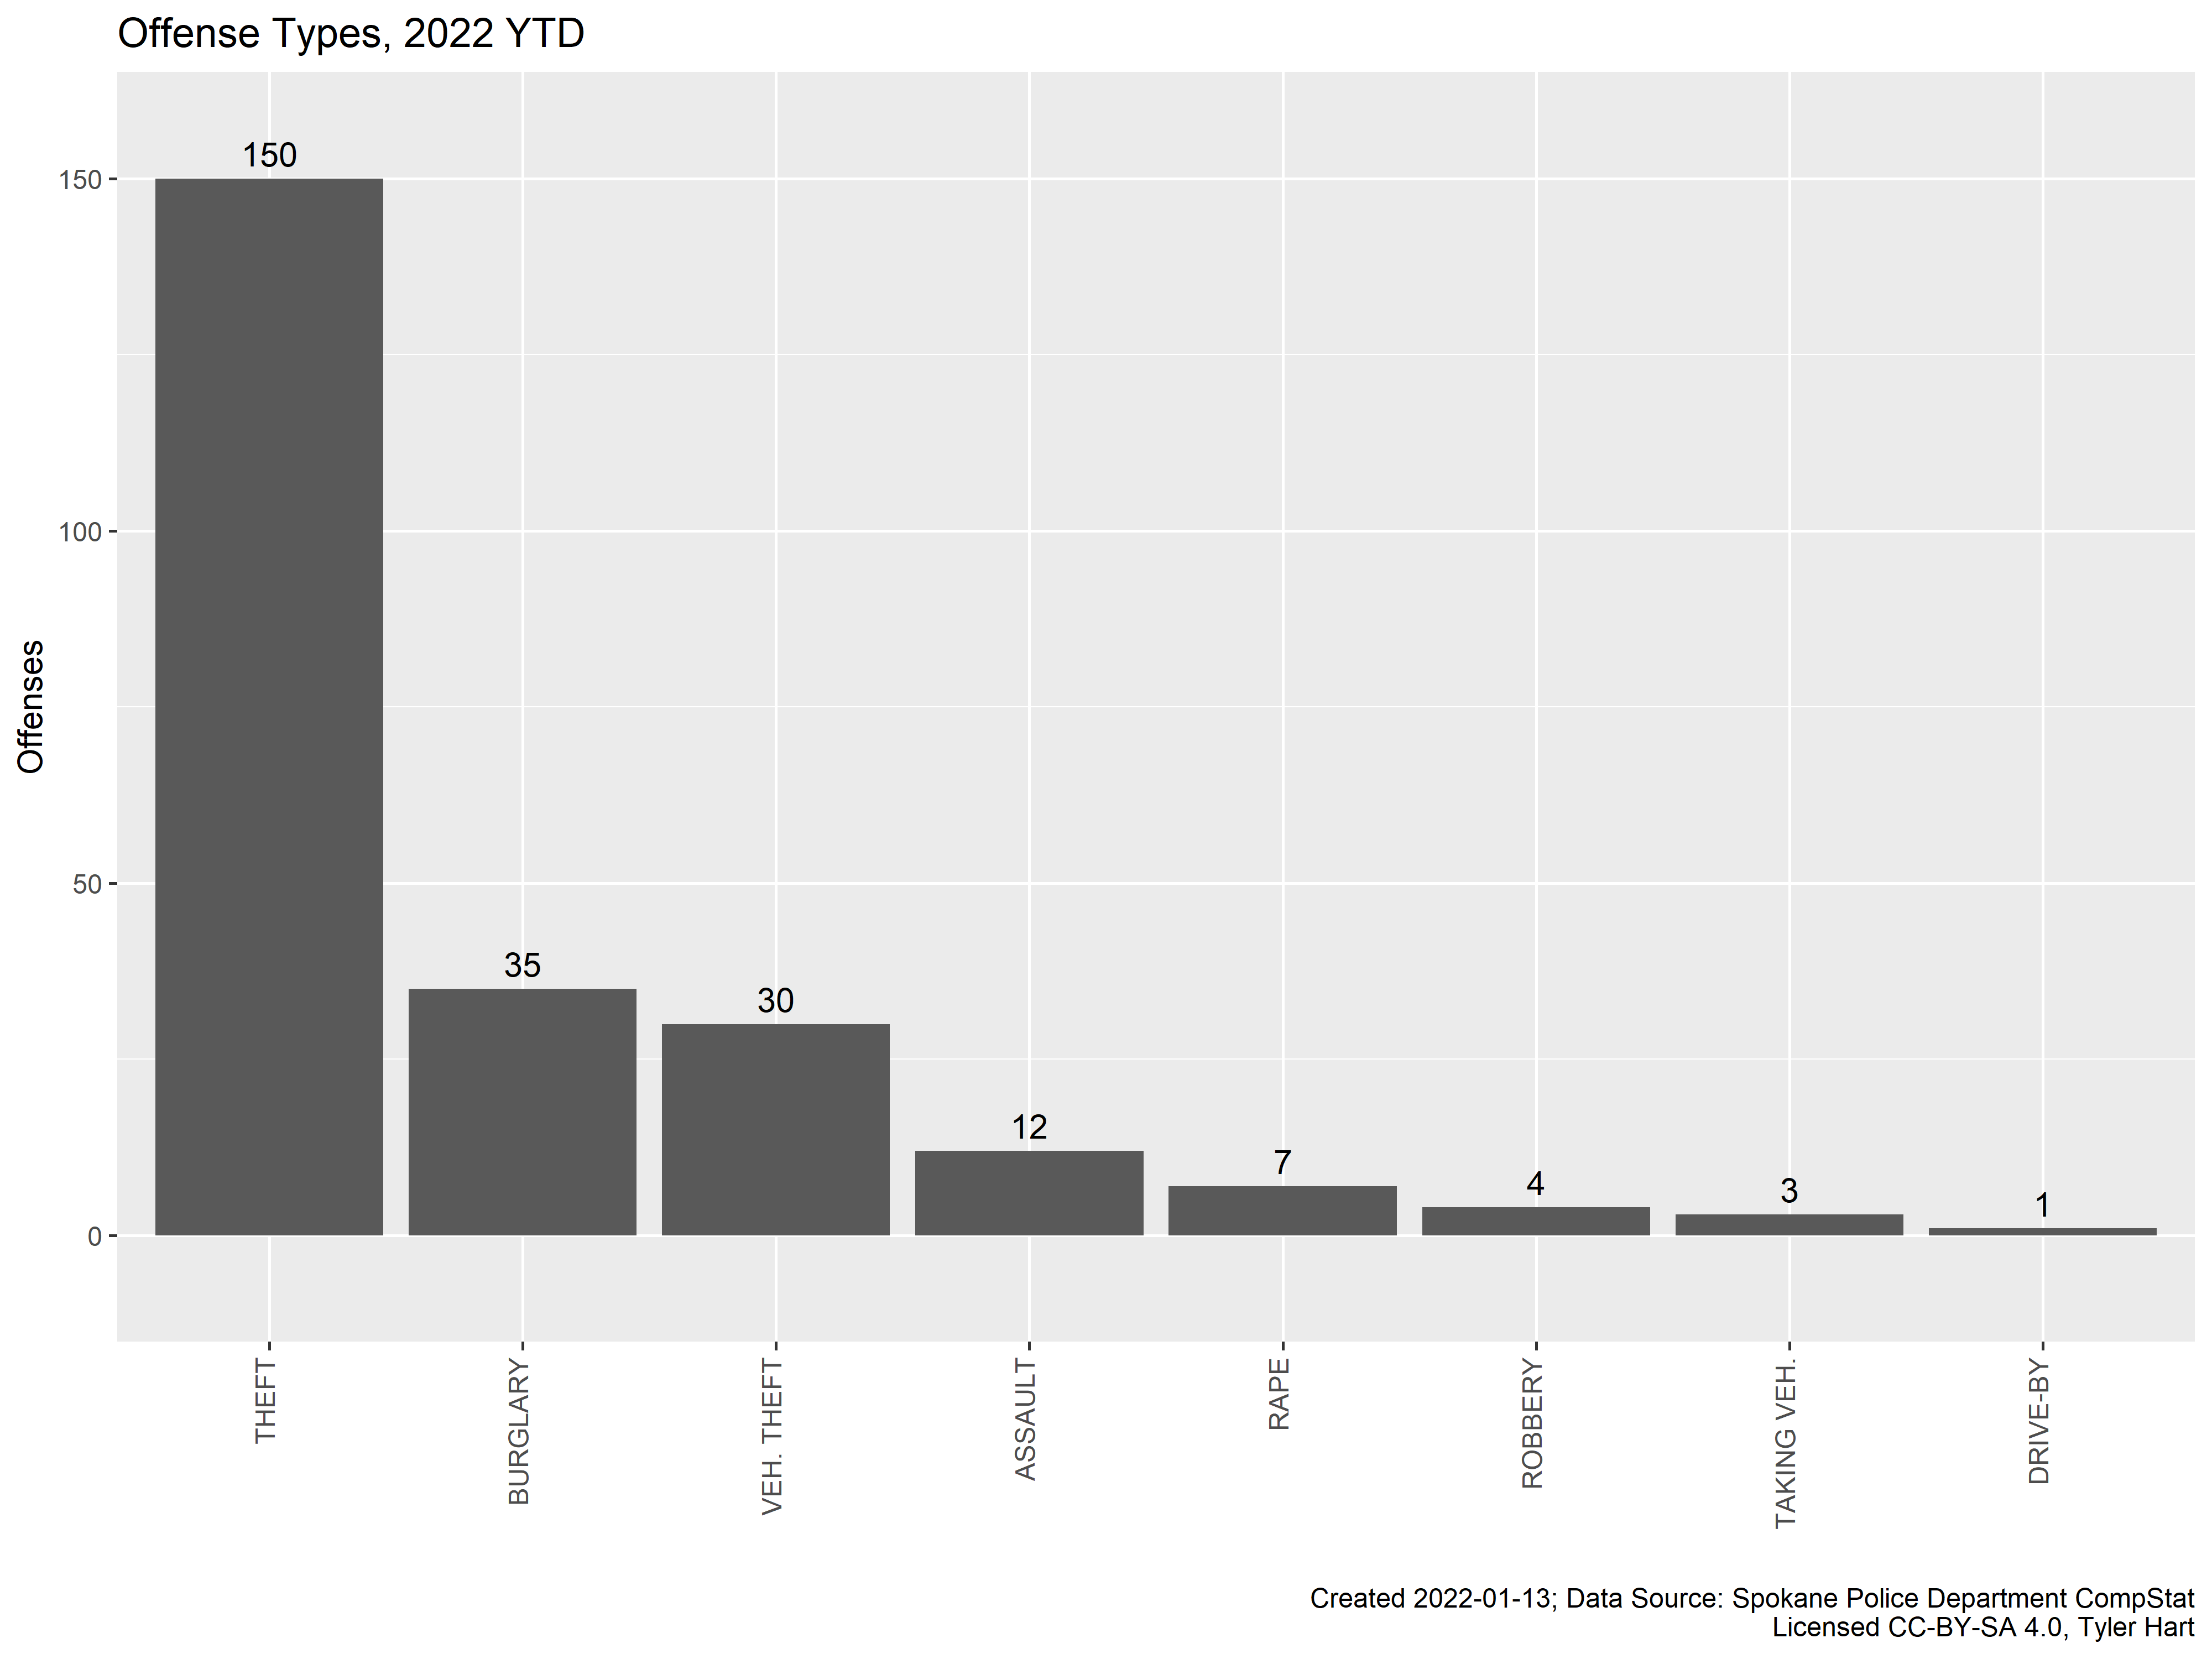 Offense Types, 2022 YTD
Offenses
150
100
50
0
150
35
30
12
7
4
3
1
THEFT
BURGLARY
VEH. THEFT
ASSAULT
RAPE
ROBBERY
TAKING VEH.
DRIVE-BY
Created 2022-01-13; Data Source: Spokane Police Department CompStat
Licensed CC-BY-SA 4.0, Tyler Hart